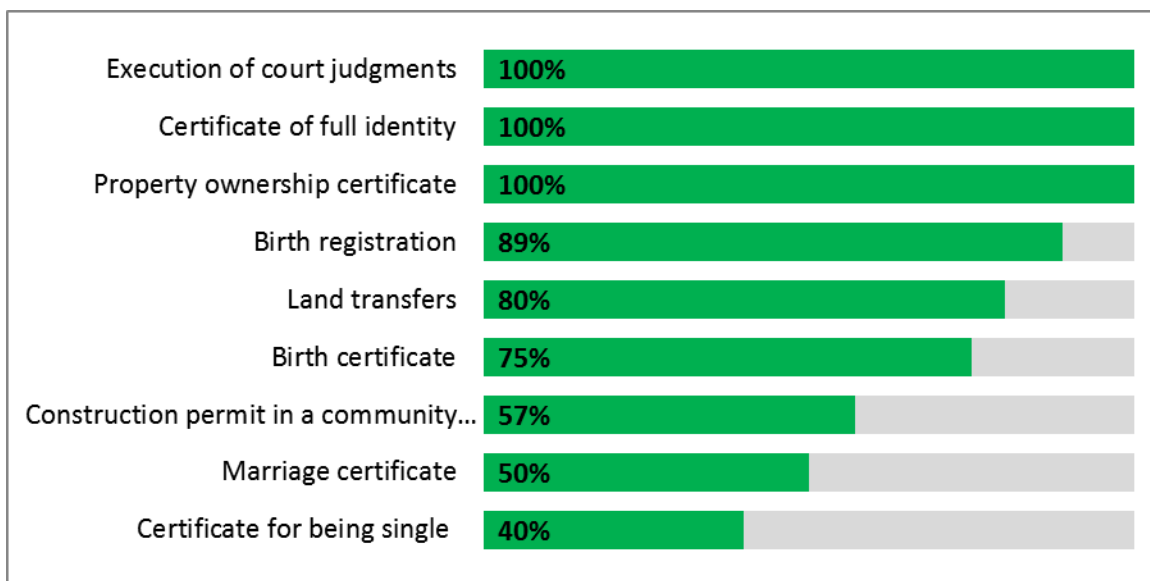 Execution of court judgments 100%
Certificate of full identity 100%
Property ownership certificate 100%
Birth registration 89%
Land transfers 80%
Birth certificate 75%
Construction permit in a community... 57%
Marriage certificate 50%
Certificate for being single 40%